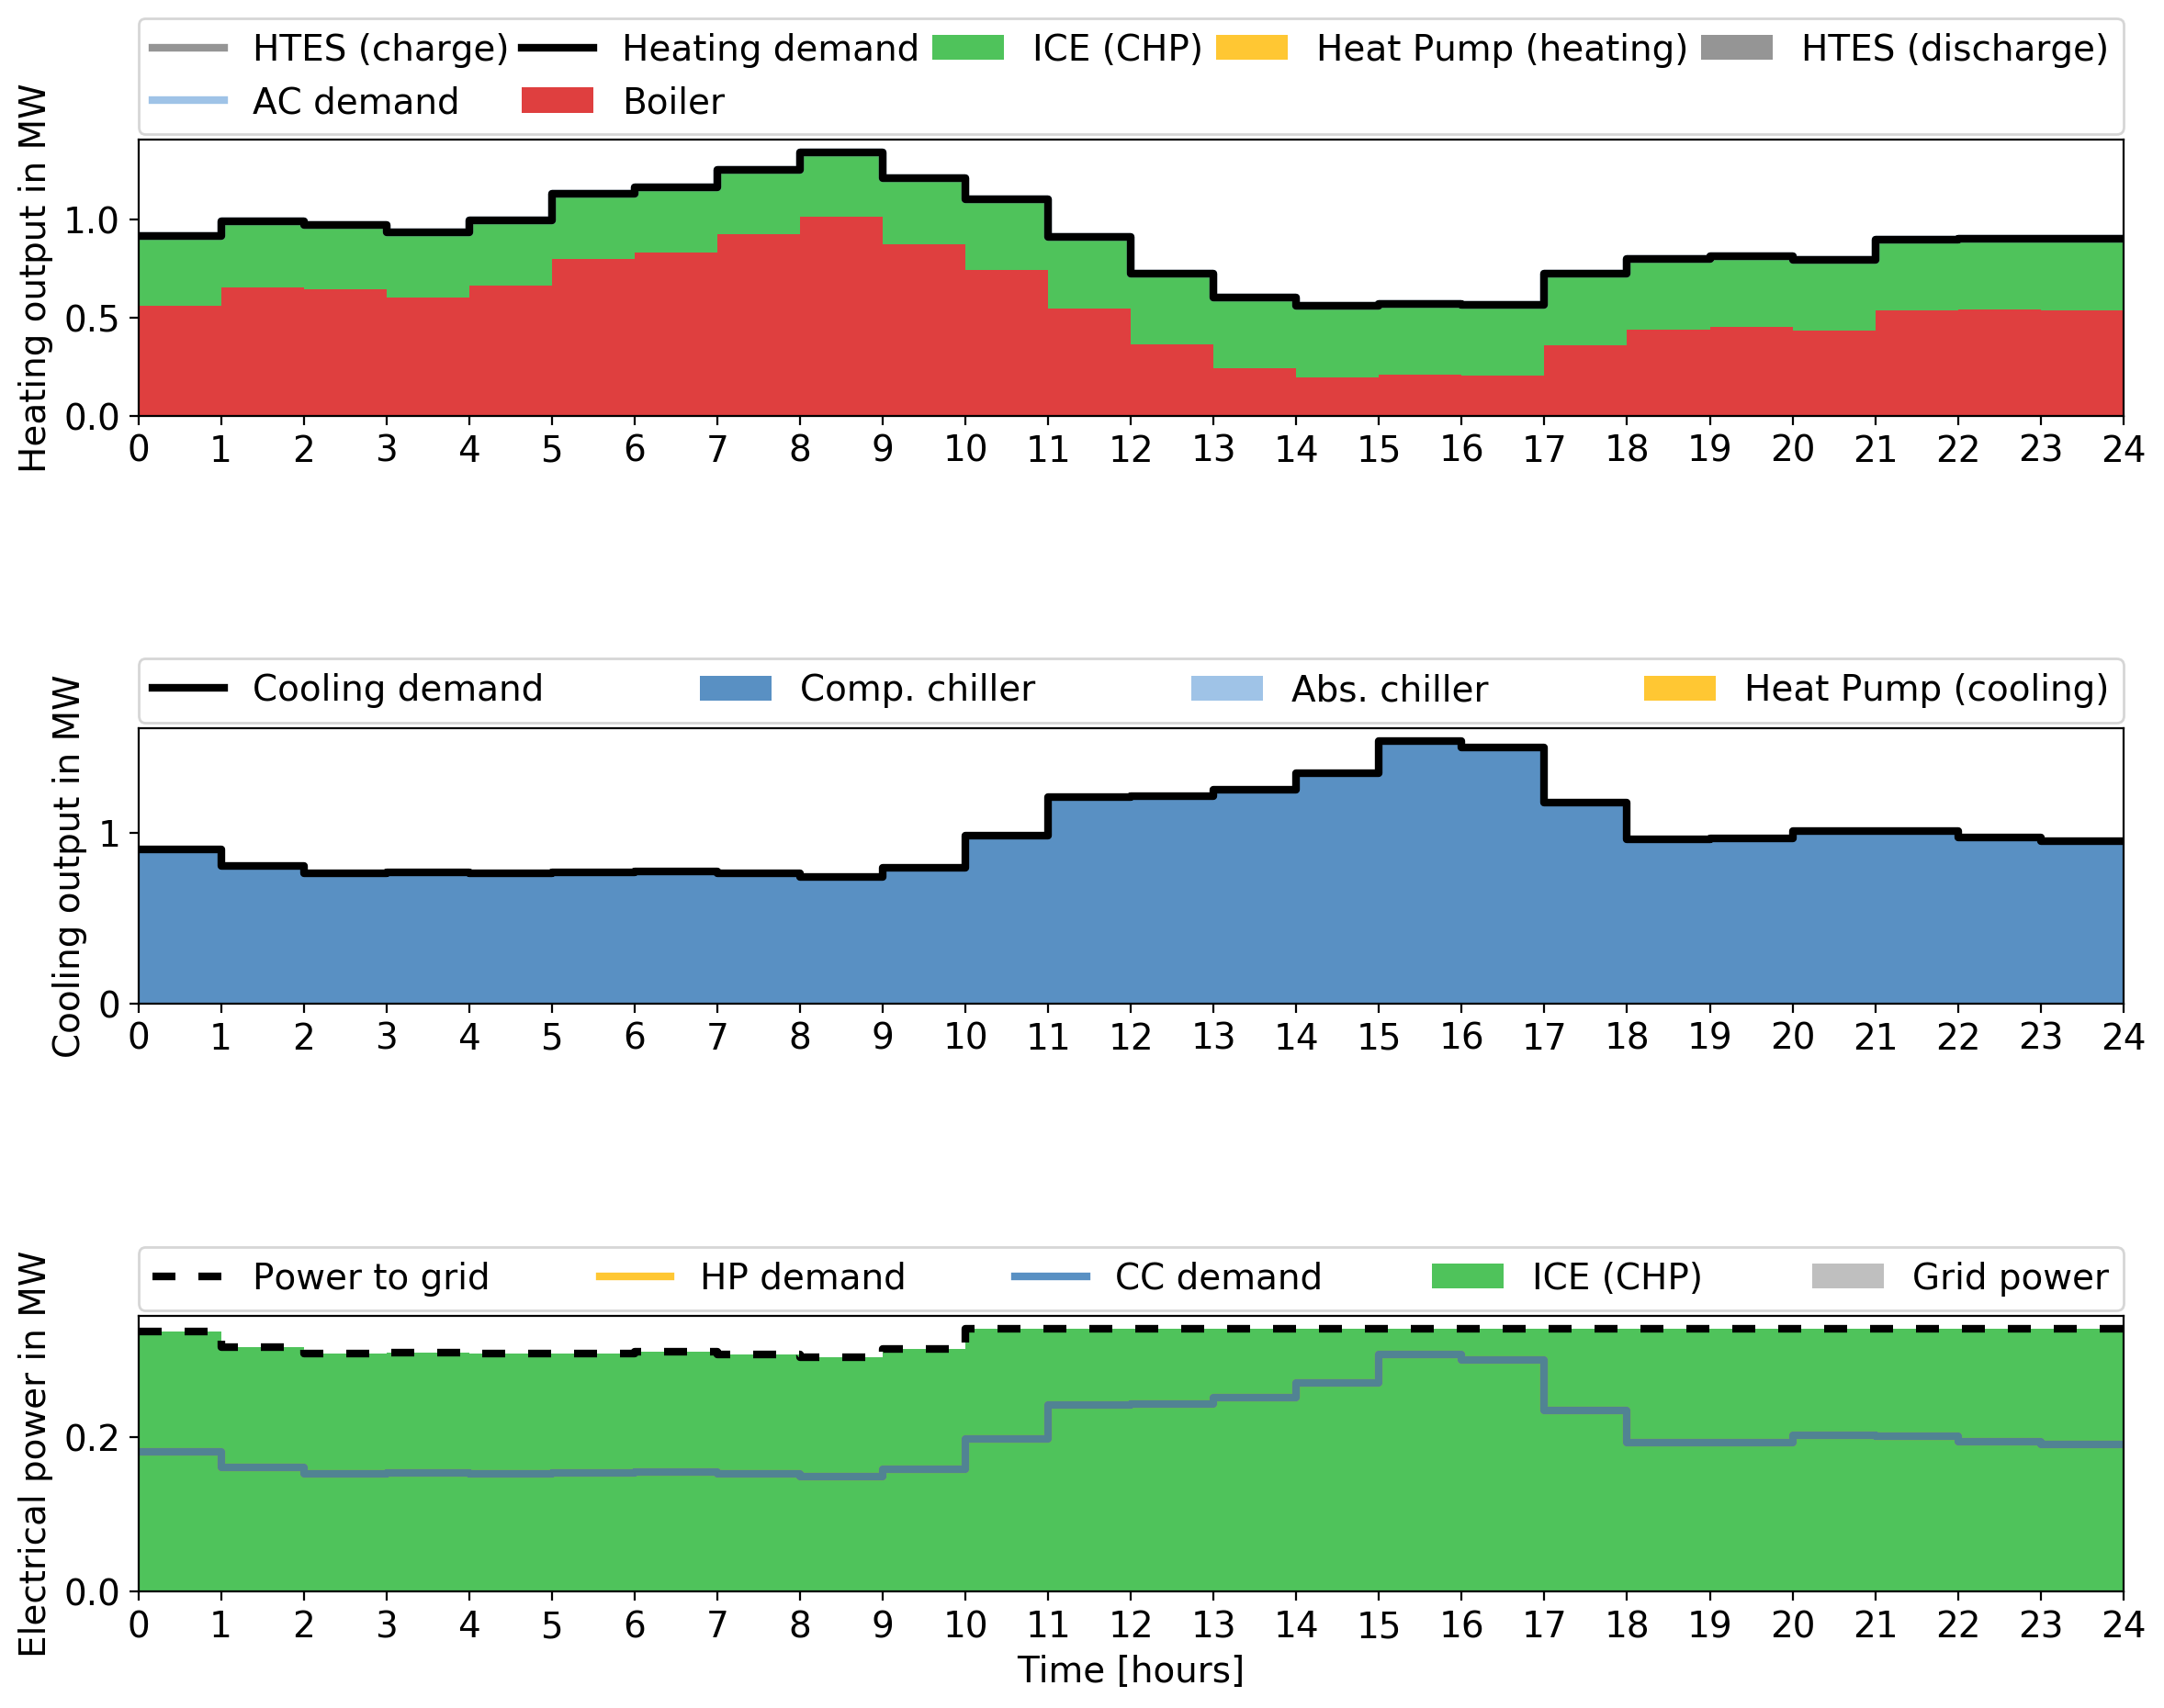 HTES (charge) Heating demand ICE (CHP) Heat Pump (heating) HTES (discharge)
AC demand Boiler
Heating output in MW
1.0
0.5
0.0
0 1 2 3 4 5 6 7 8 9 10 11 12 13 14 15 16 17 18 19 20 21 22 23 24
Cooling demand Comp. chiller Abs. chiller Heat Pump (cooling)
Cooling output in MW
1
0
0 1 2 3 4 5 6 7 8 9 10 11 12 13 14 15 16 17 18 19 20 21 22 23 24
Power to grid HP demand CC demand ICE (CHP) Grid power
Electrical power in MW
0.2
0.0
0 1 2 3 4 5 6 7 8 9 10 11 12 13 14 15 16 17 18 19 20 21 22 23 24
Time [hours]